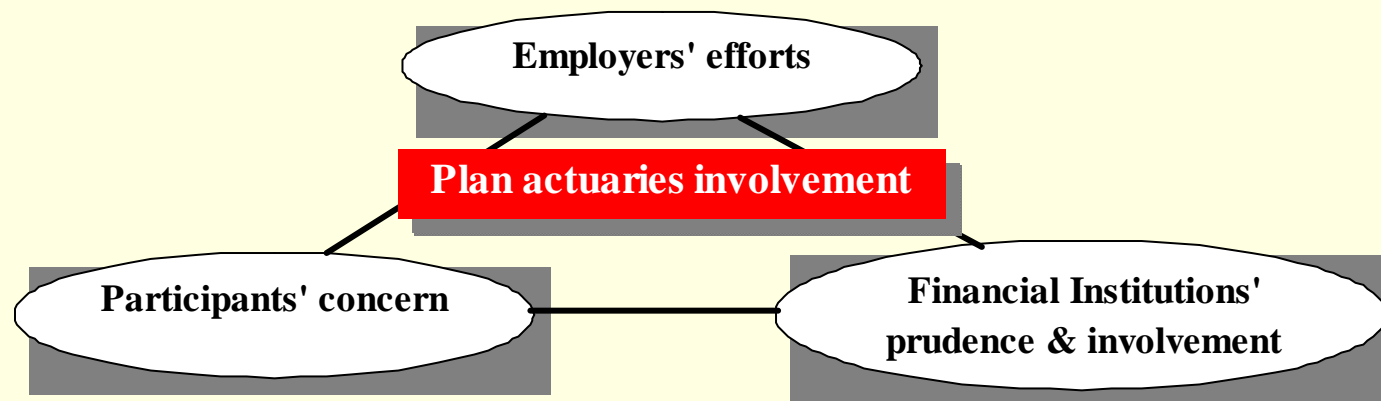 Employers' efforts
Plan actuaries involvement
Participants' concern
Financial Institutions'
prudence & involvement